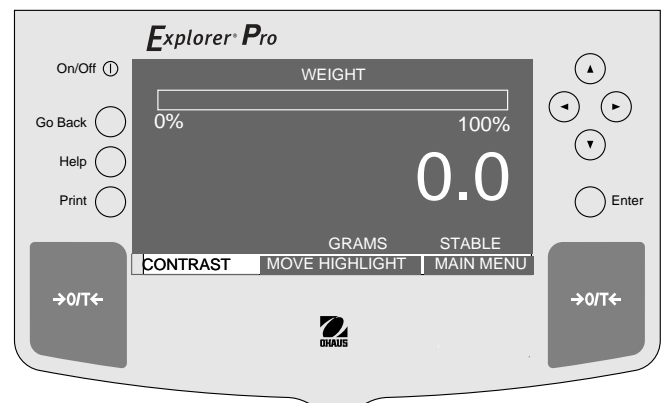 Explorer® Pro
On/Off
WEIGHT
0% 100%
Go Back
Help
0.0
Print
Enter
GRAMS STABLE
CONTRAST MOVE HIGHLIGHT MAIN MENU
→0/T← →0/T←
OHAUS